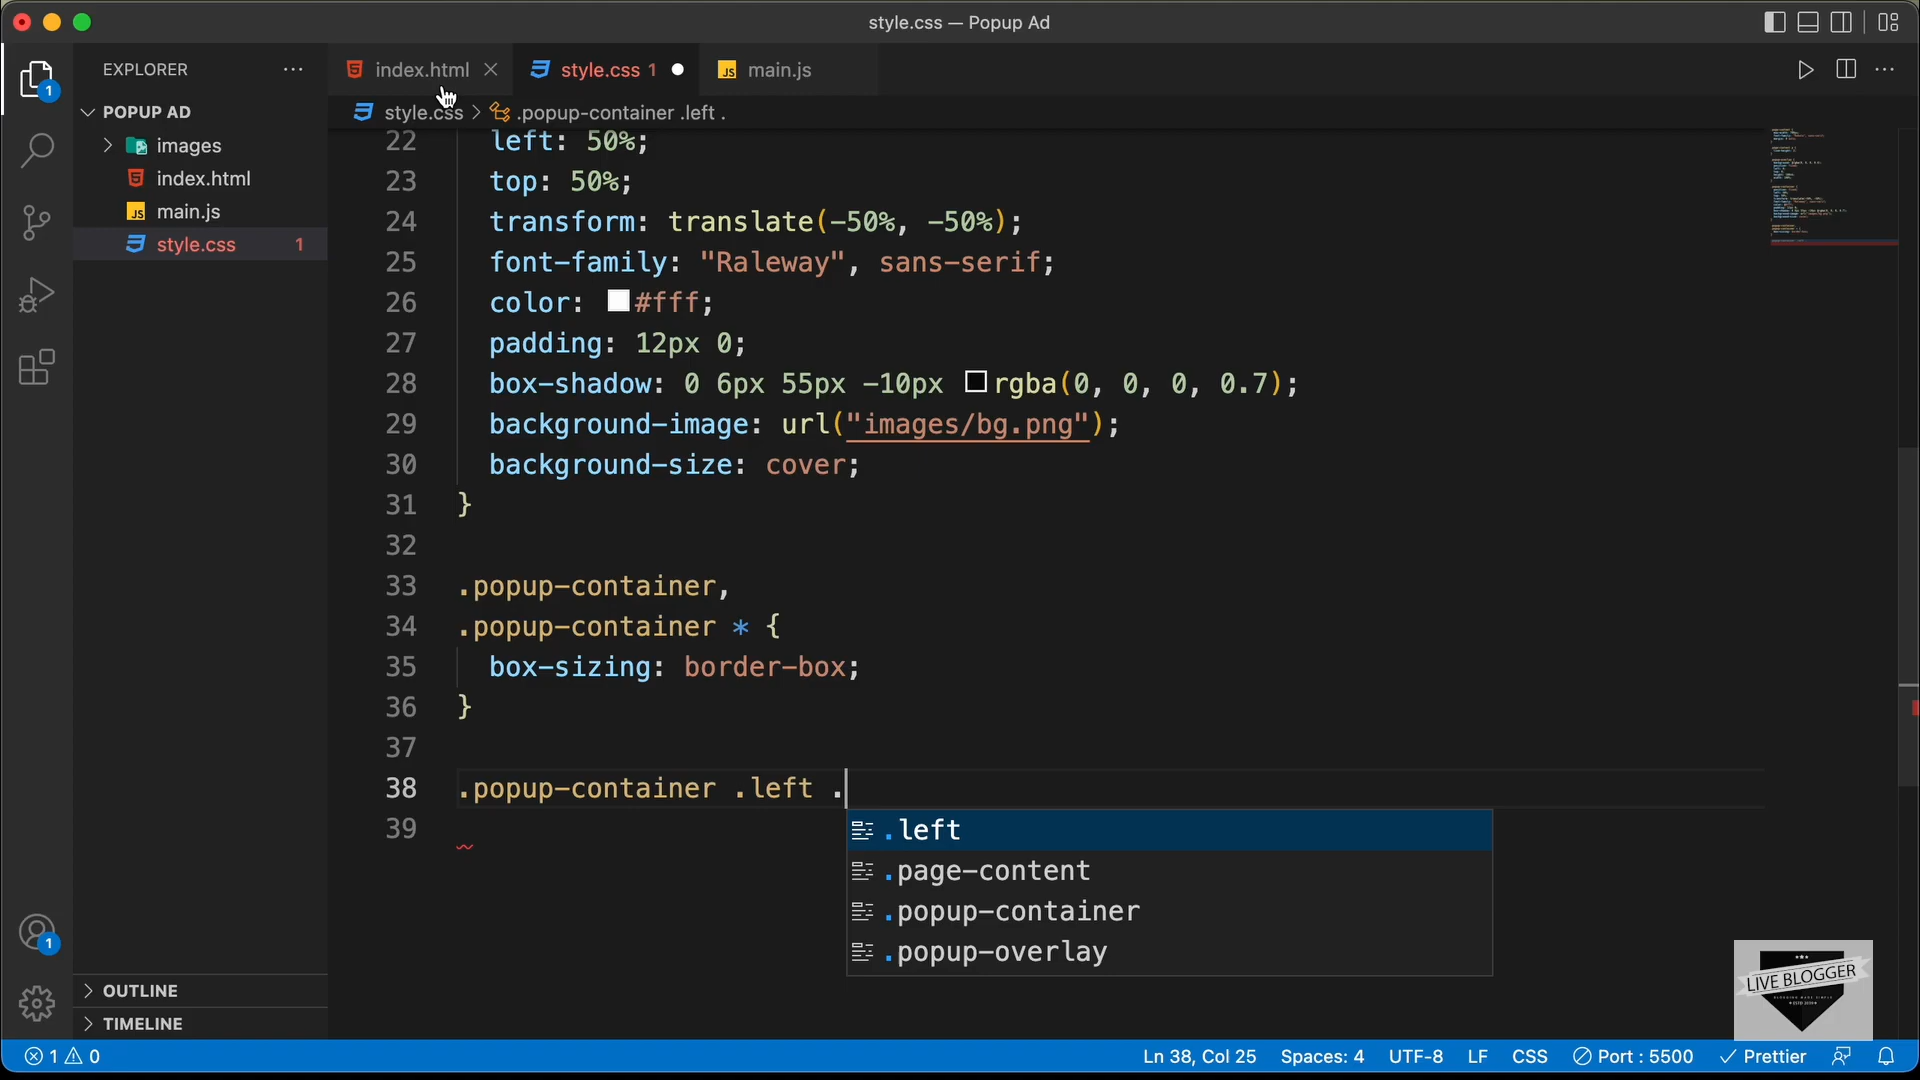 style.css — Popup Ad
EXPLORER
index.html
style.css 1
main.js
1
POPUP AD
style.css > .popup-container .left .
images
index.html
main.js
style.css 1
22 left: 50%;
23 top: 50%;
24 transform: translate(-50%, -50%);
25 font-family: "Raleway", sans-serif;
26 color: #fff;
27 padding: 12px 0;
28 box-shadow: 0 6px 55px -10px rgba(0, 0, 0, 0.7);
29 background-image: url("images/bg.png");
30 background-size: cover;
31 }
32
33 .popup-container,
34 .popup-container * {
35 box-sizing: border-box;
36 }
37
38 .popup-container .left .
39
.left
.page-content
.popup-container
.popup-overlay
1
OUTLINE
TIMELINE
LIVE BLOGGER
1 0
Ln 38, Col 25 Spaces: 4 UTF-8 LF CSS Port : 5500 Prettier